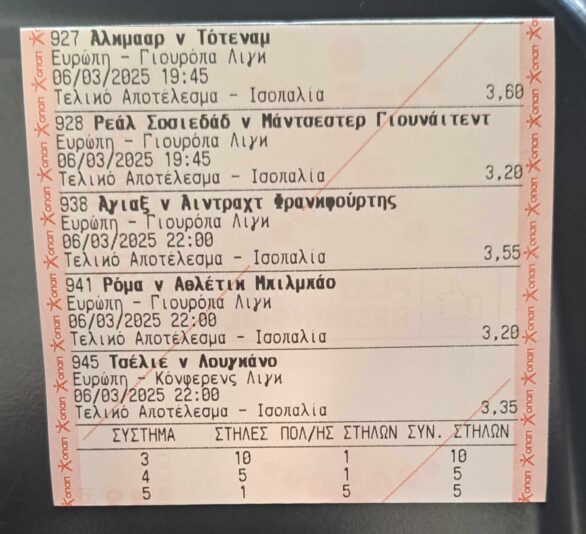 927 Άλκμααρ v Τότεναμ
Ευρώπη - Γιουρόπα Λιγκ
06/03/2025 19:45
Τελικό Αποτέλεσμα - Ισοπαλία 3,60
928 Ρεάλ Σοσιεδάδ v Μάντσεστερ Γιουνάιτεντ
Ευρώπη - Γιουρόπα Λιγκ
06/03/2025 19:45
Τελικό Αποτέλεσμα - Ισοπαλία 3,20
938 Άγιαξ v Άιντραχτ Φρανκφούρτης
Ευρώπη - Γιουρόπα Λιγκ
06/03/2025 22:00
Τελικό Αποτέλεσμα - Ισοπαλία 3,55
941 Ρόμα v Αθλέτικ Μπιλμπάο
Ευρώπη - Γιουρόπα Λιγκ
06/03/2025 22:00
Τελικό Αποτέλεσμα - Ισοπαλία 3,20
945 Τσέλιε v Λουγκάνο
Ευρώπη - Κόνφερενς Λιγκ
06/03/2025 22:00
Τελικό Αποτέλεσμα - Ισοπαλία 3,35
ΣΥΣΤΗΜΑ ΣΤΗΛΕΣ ΠΟΛ/ΗΣ ΣΤΗΛΩΝ ΣΥΝ. ΣΤΗΛΩΝ
3 10 1 10
4 5 1 5
5 1 5 5